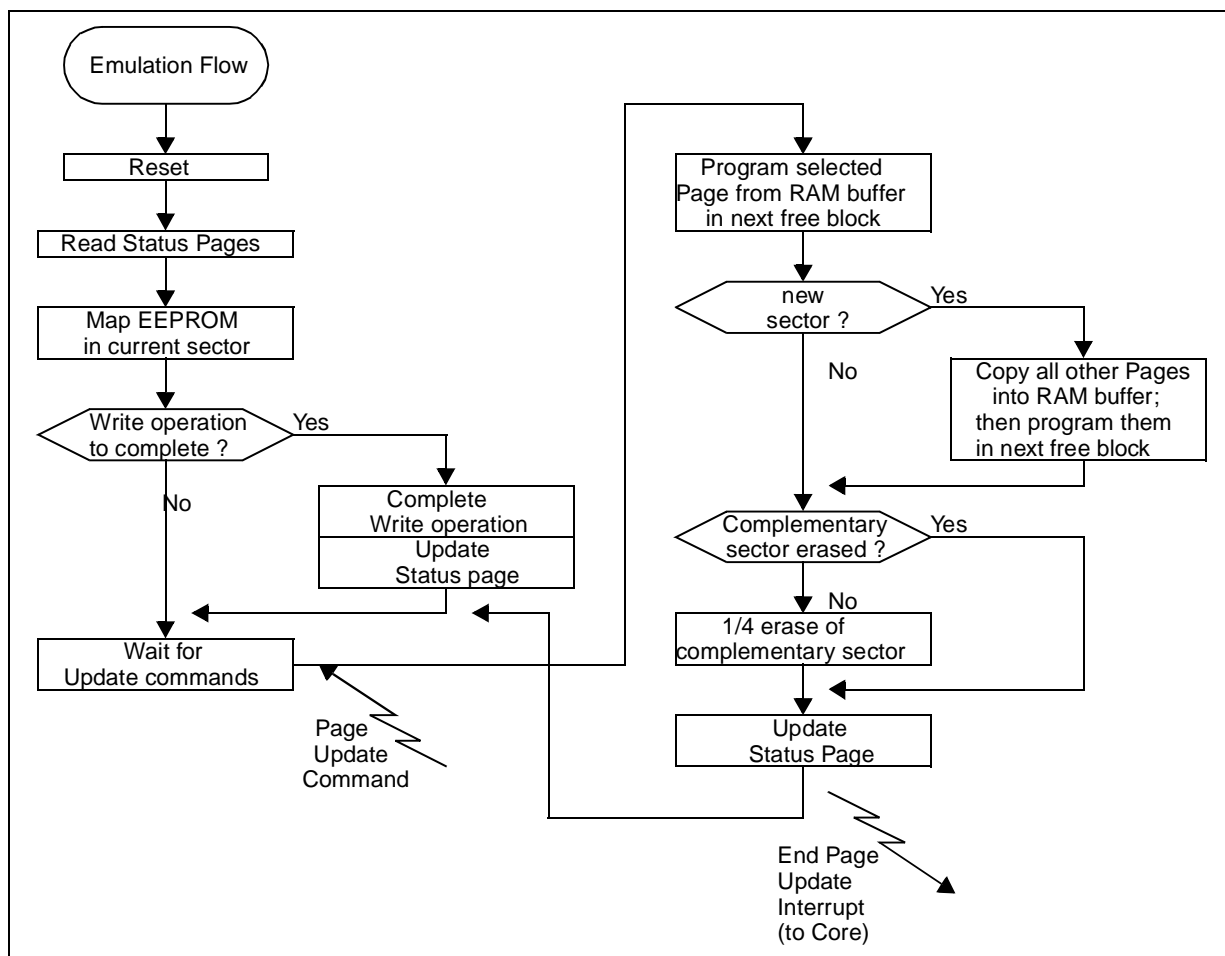 Emulation Flow
Reset
Read Status Pages
Map EEPROM
in current sector
Write operation
to complete ?
Yes
No
Complete
Write operation
Update
Status page
Wait for
Update commands
Page
Update
Command
Program selected
Page from RAM buffer
in next free block
new
sector ?
Yes
No
Copy all other Pages
into RAM buffer;
then program them
in next free block
Complementary
sector erased ?
Yes
No
1/4 erase of
complementary sector
Update
Status Page
End Page
Update
Interrupt
(to Core)